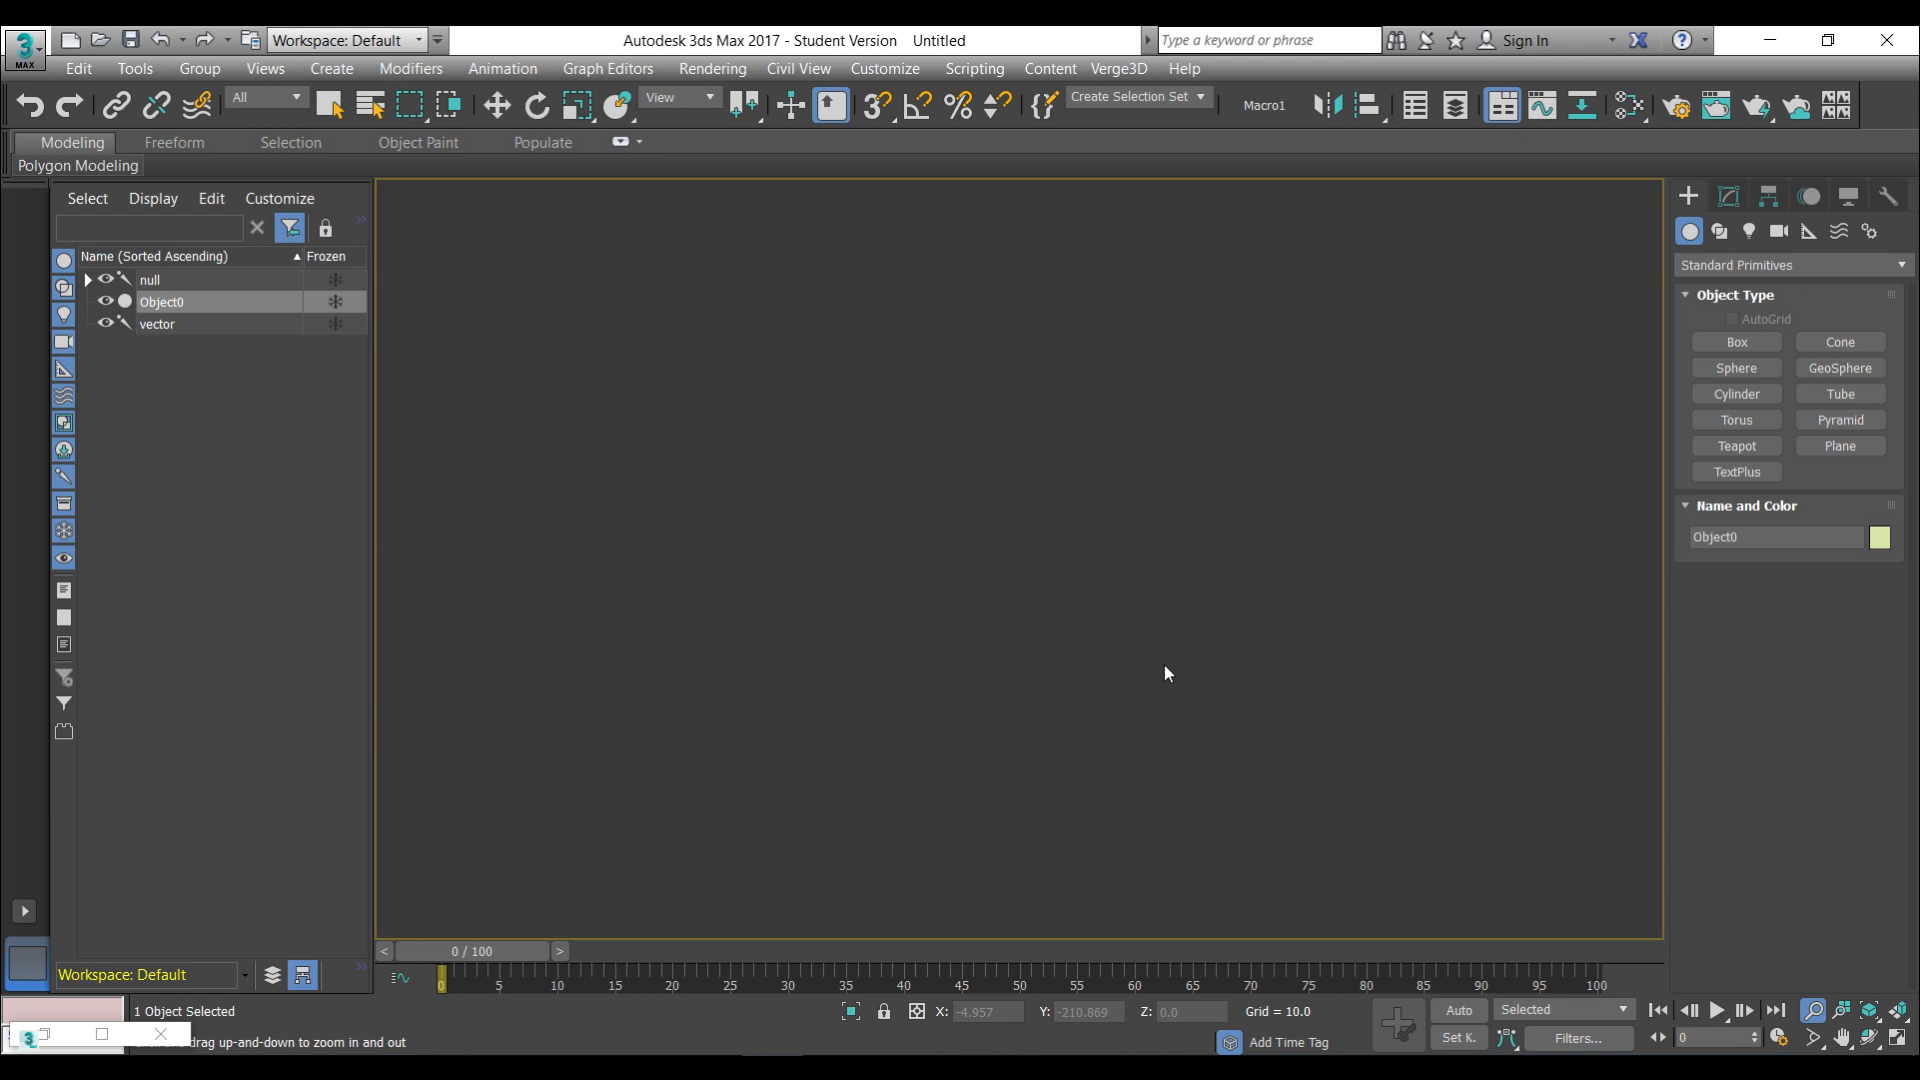 3
MAX
Workspace: Default
Autodesk 3ds Max 2017 - Student Version    Untitled
Type a keyword or phrase
Sign In
Edit Tools Group Views Create Modifiers Animation Graph Editors Rendering Civil View Customize Scripting Content Verge3D Help
All
View
Create Selection Set
Macro1
Modeling Freeform Selection Object Paint Populate
Polygon Modeling
Select Display Edit Customize
Name (Sorted Ascending) Frozen
null
Object0
vector
Standard Primitives
Object Type
AutoGrid
Box Cone
Sphere GeoSphere
Cylinder Tube
Torus Pyramid
Teapot Plane
TextPlus
Name and Color
Object0
< 0 / 100 >
Workspace: Default
0 5 10 15 20 25 30 35 40 45 50 55 60 65 70 75 80 85 90 95 100
1 Object Selected
X: -4.957 Y: -210.869 Z: 0.0 Grid = 10.0
Auto Selected
drag up-and-down to zoom in and out
Add Time Tag
Set K. Filters... 0